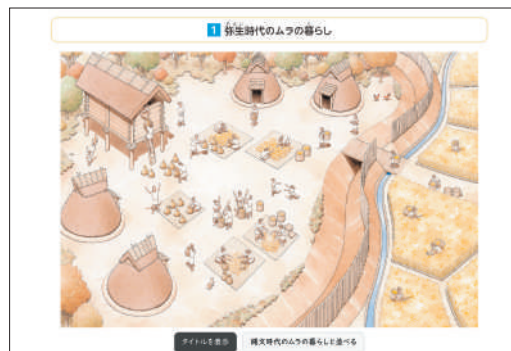 1 弥生時代のムラの暮らし
タイトルを表示
縄文時代のムラの暮らしと並べる